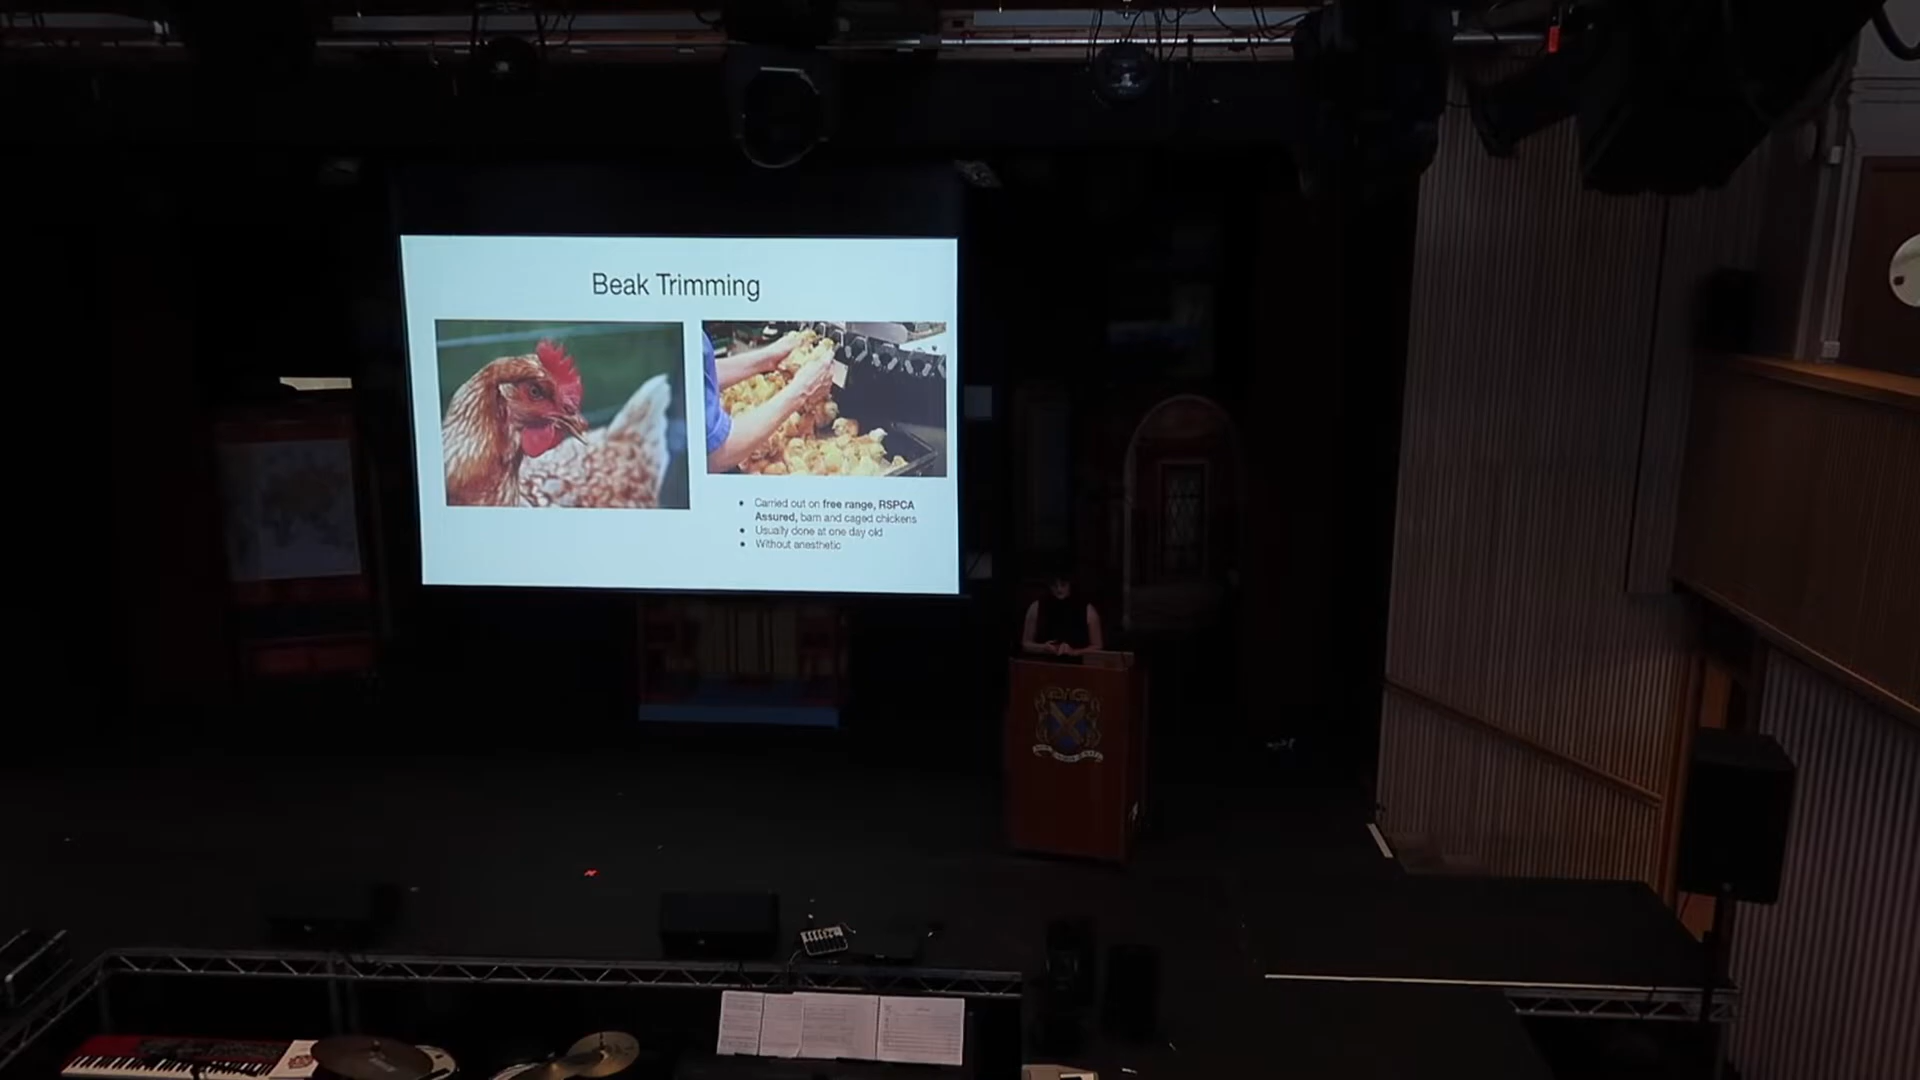 Beak Trimming
Carried out on free range, RSPCA
Assured, barn and caged chickens
Usually done at one day old
Without anesthetic